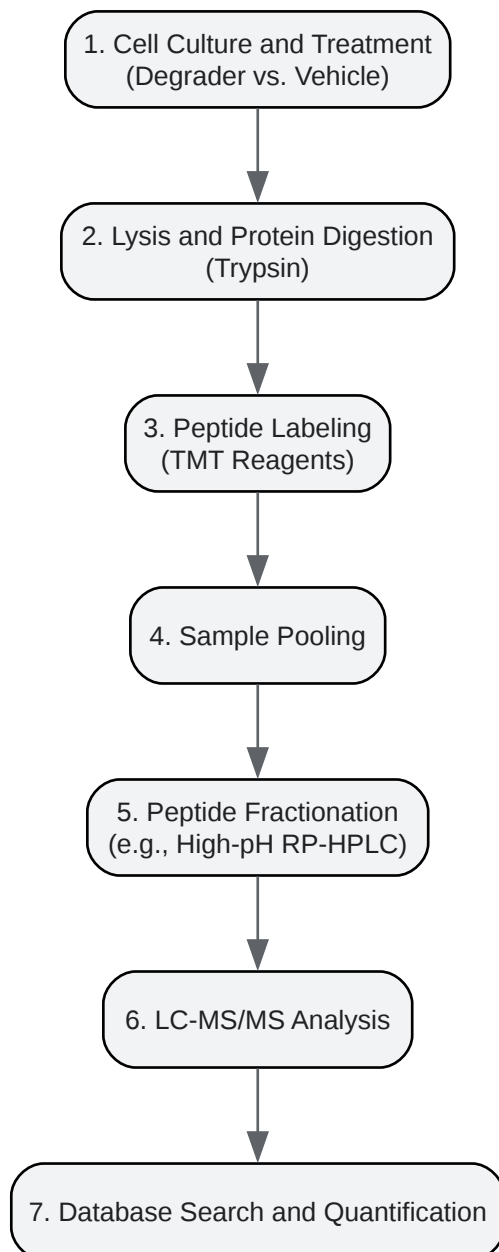 1. Cell Culture and Treatment
(Degrader vs. Vehicle)
2. Lysis and Protein Digestion
(Trypsin)
3. Peptide Labeling
(TMT Reagents)
4. Sample Pooling
5. Peptide Fractionation
(e.g., High-pH RP-HPLC)
6. LC-MS/MS Analysis
7. Database Search and Quantification